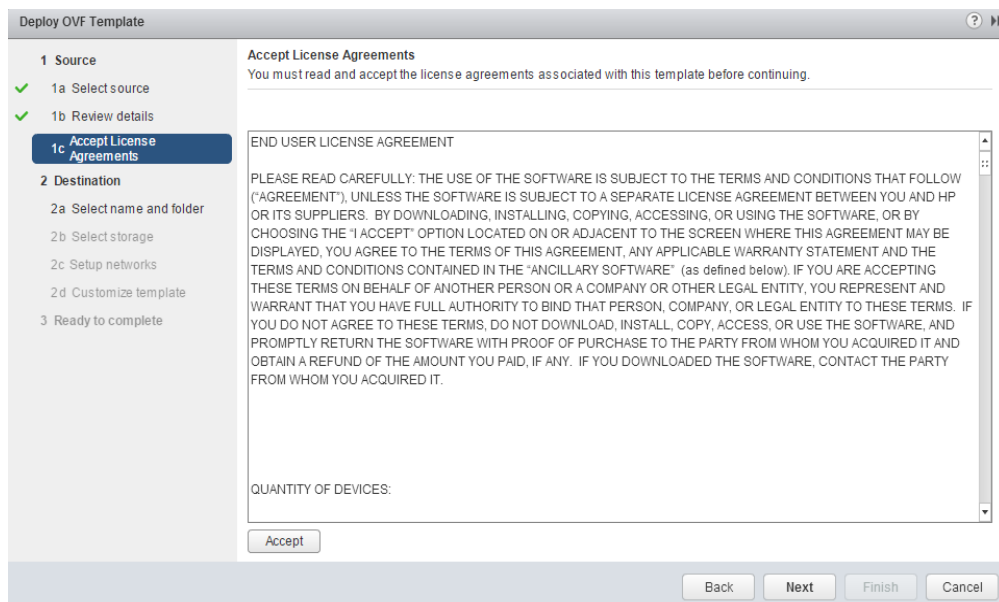 Deploy OVF Template
1 Source
1a Select source
1b Review details
1c Accept License
Agreements
2 Destination
2a Select name and folder
2b Select storage
2c Setup networks
2d Customize template
3 Ready to complete
Accept License Agreements
You must read and accept the license agreements associated with this template before continuing.
END USER LICENSE AGREEMENT
PLEASE READ CAREFULLY: THE USE OF THE SOFTWARE IS SUBJECT TO THE TERMS AND CONDITIONS THAT FOLLOW
(“AGREEMENT”), UNLESS THE SOFTWARE IS SUBJECT TO A SEPARATE LICENSE AGREEMENT BETWEEN YOU AND HP
OR ITS SUPPLIERS.  BY DOWNLOADING, INSTALLING, COPYING, ACCESSING, OR USING THE SOFTWARE, OR BY
CHOOSING THE “I ACCEPT” OPTION LOCATED ON OR ADJACENT TO THE SCREEN WHERE THIS AGREEMENT MAY BE
DISPLAYED, YOU AGREE TO THE TERMS OF THIS AGREEMENT, ANY APPLICABLE WARRANTY STATEMENT AND THE
TERMS AND CONDITIONS CONTAINED IN THE “ANCILLARY SOFTWARE”  (as defined below). IF YOU ARE ACCEPTING
THESE TERMS ON BEHALF OF ANOTHER PERSON OR A COMPANY OR OTHER LEGAL ENTITY, YOU REPRESENT AND
WARRANT THAT YOU HAVE FULL AUTHORITY TO BIND THAT PERSON, COMPANY, OR LEGAL ENTITY TO THESE TERMS.  IF
YOU DO NOT AGREE TO THESE TERMS, DO NOT DOWNLOAD, INSTALL, COPY, ACCESS, OR USE THE SOFTWARE, AND
PROMPTLY RETURN THE SOFTWARE WITH PROOF OF PURCHASE TO THE PARTY FROM WHOM YOU ACQUIRED IT AND
OBTAIN A REFUND OF THE AMOUNT YOU PAID, IF ANY.  IF YOU DOWNLOADED THE SOFTWARE, CONTACT THE PARTY
FROM WHOM YOU ACQUIRED IT.
QUANTITY OF DEVICES:
Accept
Back
Next
Finish
Cancel